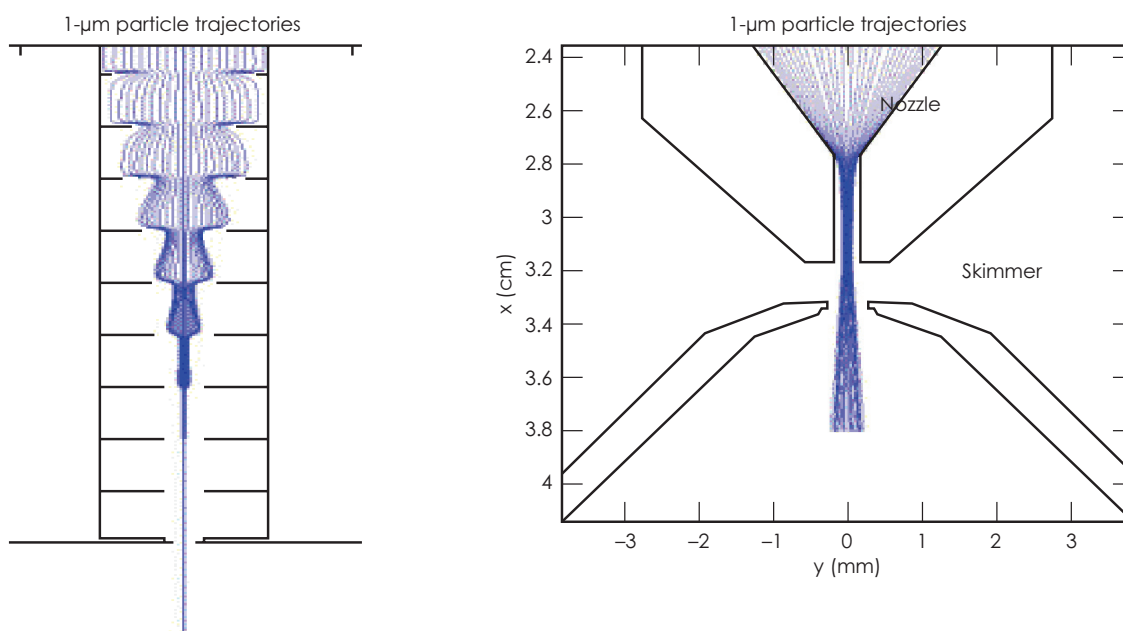 1-µm particle trajectories
1-µm particle trajectories
2.4
Nozzle
2.6
2.8
3
Skimmer
3.2
x (cm)
3.4
3.6
3.8
4
–3 –2 –1 0 1 2 3
y (mm)